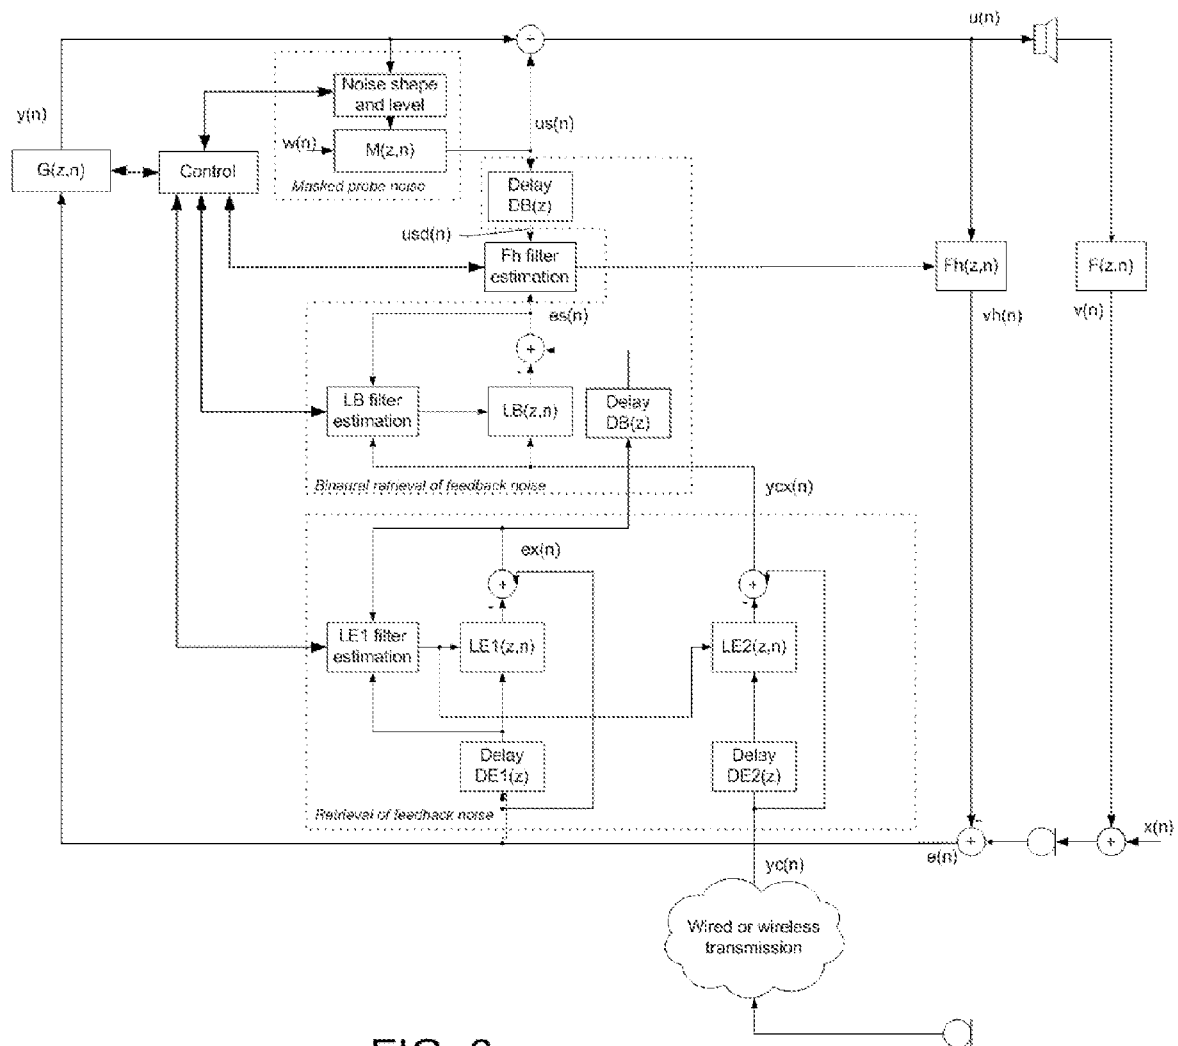 u(n)
y(n)
Noise shape
and level
us(n)
w(n)
M(z,n)
G(z,n)
Control
Masked probe noise
Delay
DB(z)
usd(n)
Fh filter
estimation
Fh(z,n)
F(z,n)
es(n)
vh(n)
v(n)
+
LB filter
estimation
LB(z,n)
Delay
DB(z)
-
Binaural retrieval of feedback noise
ycx(n)
ex(n)
+
+
-
-
LE1 filter
estimation
LE1(z,n)
LE2(z,n)
Delay
DE1(z)
Delay
DE2(z)
Retrieval of feedback noise
x(n)
-
+
+
e(n)
yc(n)
Wired or wireless
transmission